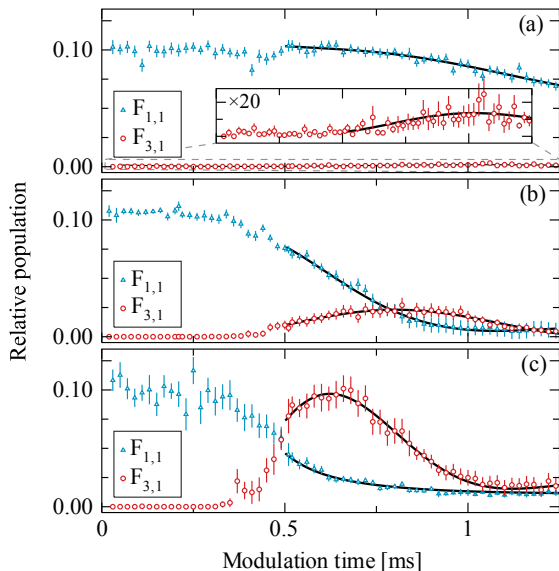 (a)
0.10
×20
F1,1
F3,1
0.00
(b)
0.10
F1,1
F3,1
0.00
(c)
0.10
F1,1
F3,1
0.00
0 0.5 1
Relative population
Modulation time [ms]